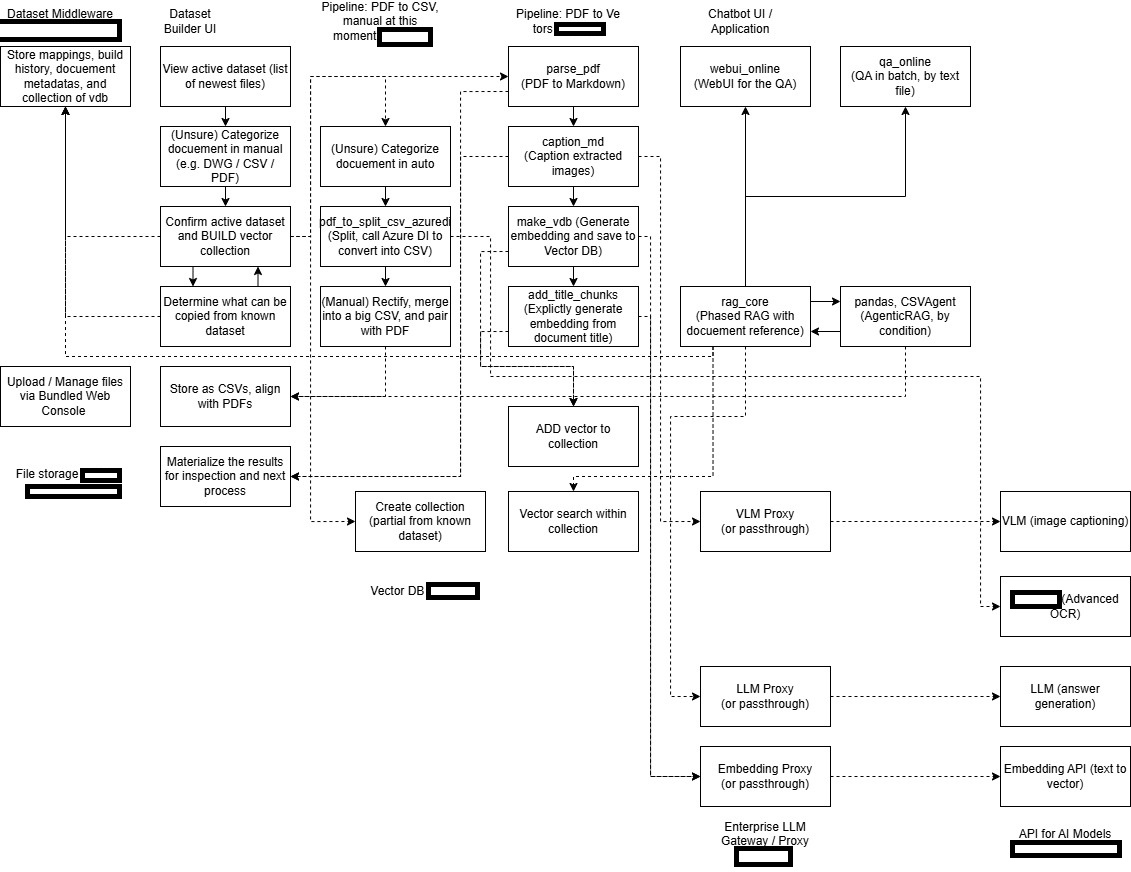 Dataset Middleware
Store mappings, build
history, docuement
metadatas, and
collection of vdb
Upload / Manage files
via Bundled Web
Console
File storage
Dataset
Builder UI
View active dataset (list
of newest files)
(Unsure) Categorize
docuement in manual
(e.g. DWG / CSV /
PDF)
Confirm active dataset
and BUILD vector
collection
Determine what can be
copied from known
dataset
Store as CSVs, align
with PDFs
Materialize the results
for inspection and next
process
Pipeline: PDF to CSV,
manual at this
moment
(Unsure) Categorize
docuement in auto
pdf_to_split_csv_azuredi
(Split, call Azure DI to
convert into CSV)
(Manual) Rectify, merge
into a big CSV, and pair
with PDF
Create collection
(partial from known
dataset)
Vector DB
Pipeline: PDF to Ve
tors
parse_pdf
(PDF to Markdown)
caption_md
(Caption extracted
images)
make_vdb (Generate
embedding and save to
Vector DB)
add_title_chunks
(Explictly generate
embedding from
document title)
ADD vector to
collection
Vector search within
collection
Chatbot UI /
Application
webui_online
(WebUI for the QA)
qa_online
(QA in batch, by text
file)
rag_core
(Phased RAG with
docuement reference)
pandas, CSVAgent
(AgenticRAG, by
condition)
VLM Proxy
(or passthrough)
LLM Proxy
(or passthrough)
Embedding Proxy
(or passthrough)
Enterprise LLM
Gateway / Proxy
VLM (image captioning)
(Advanced
OCR)
LLM (answer
generation)
Embedding API (text to
vector)
API for AI Models